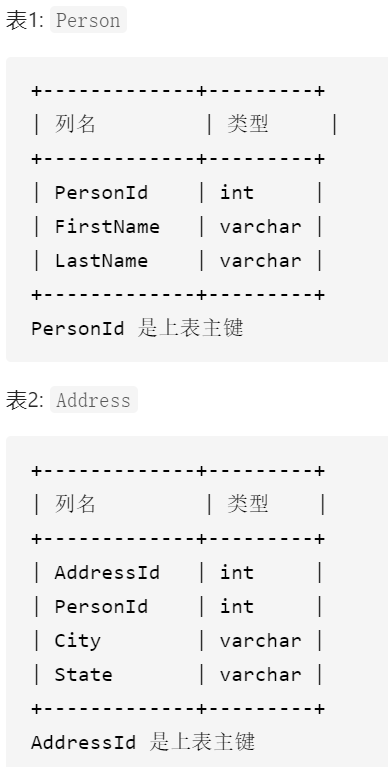 表1: Person
+-------------+---------+
| 列名         | 类型     |
+-------------+---------+
| PersonId    | int     |
| FirstName   | varchar |
| LastName    | varchar |
+-------------+---------+
PersonId 是上表主键
表2: Address
+-------------+---------+
| 列名         | 类型    |
+-------------+---------+
| AddressId   | int     |
| PersonId    | int     |
| City        | varchar |
| State       | varchar |
+-------------+---------+
AddressId 是上表主键